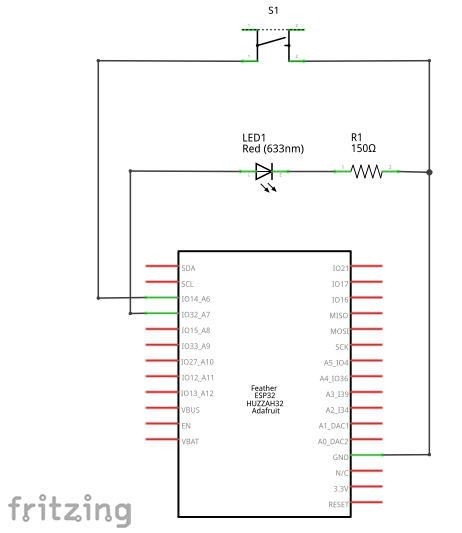 S1
LED1
Red (633nm)
R1
150Ω
SDA
SCL
IO14_A6
IO32_A7
IO15_A8
IO33_A9
IO27_A10
IO12_A11
IO13_A12
VBUS
EN
VBAT
Feather
ESP32
HUZZAH32
Adafruit
IO21
IO17
IO16
MISO
MOSI
SCK
A5_IO4
A4_IO36
A3_I39
A2_I34
A1_DAC1
A0_DAC2
GND
N/C
3.3V
RESET
fritzing